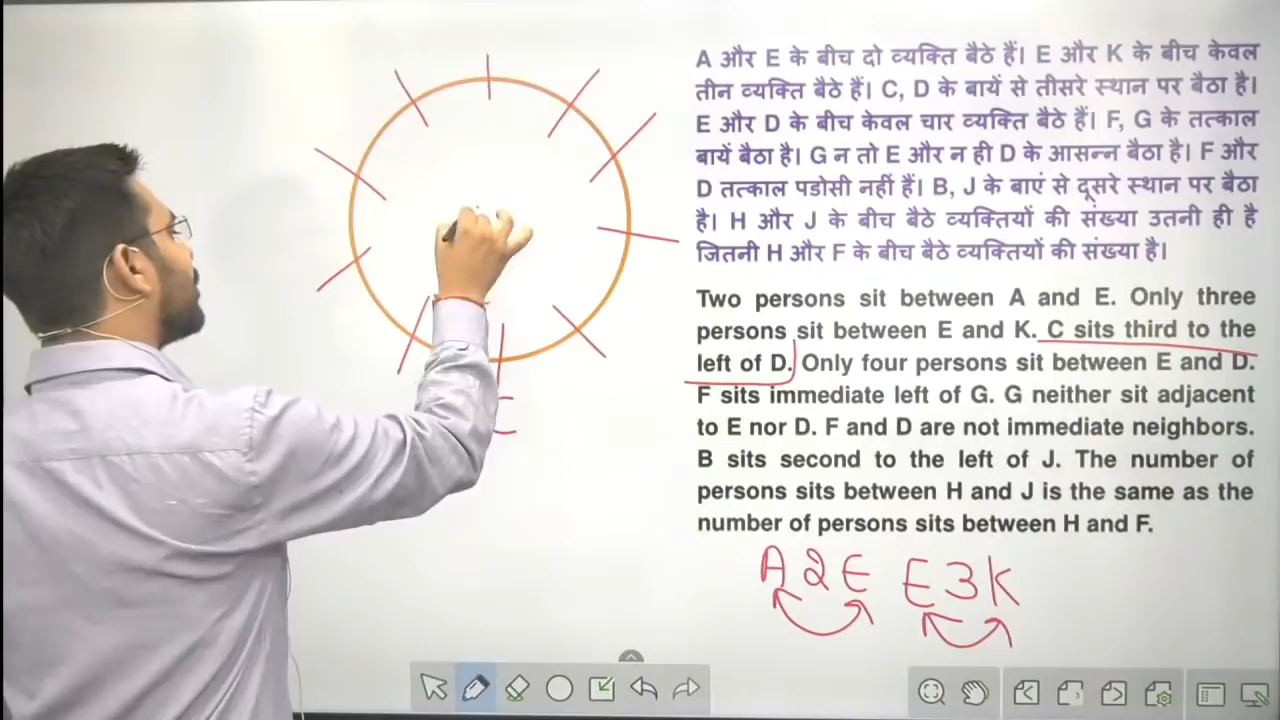 A और E के बीच दो व्यक्ति बैठे हैं। E और K के बीच केवल
तीन व्यक्ति बैठे हैं। C, D के बायें से तीसरे स्थान पर बैठा है।
E और D के बीच केवल चार व्यक्ति बैठे हैं। F, G के तत्काल
बायें बैठा है। G न तो E और न ही D के आसन्न बैठा है। F और
D तत्काल पडोसी नहीं हैं। B, J के बाएं से दूसरे स्थान पर बैठा
है। H और J के बीच बैठे व्यक्तियों की संख्या उतनी ही है
जितनी H और F के बीच बैठे व्यक्तियों की संख्या है।
Two persons sit between A and E. Only three
persons sit between E and K. C sits third to the
left of D. Only four persons sit between E and D.
F sits immediate left of G. G neither sit adjacent
to E nor D. F and D are not immediate neighbors.
B sits second to the left of J. The number of
persons sits between H and J is the same as the
number of persons sits between H and F.
A 2 E E 3 K